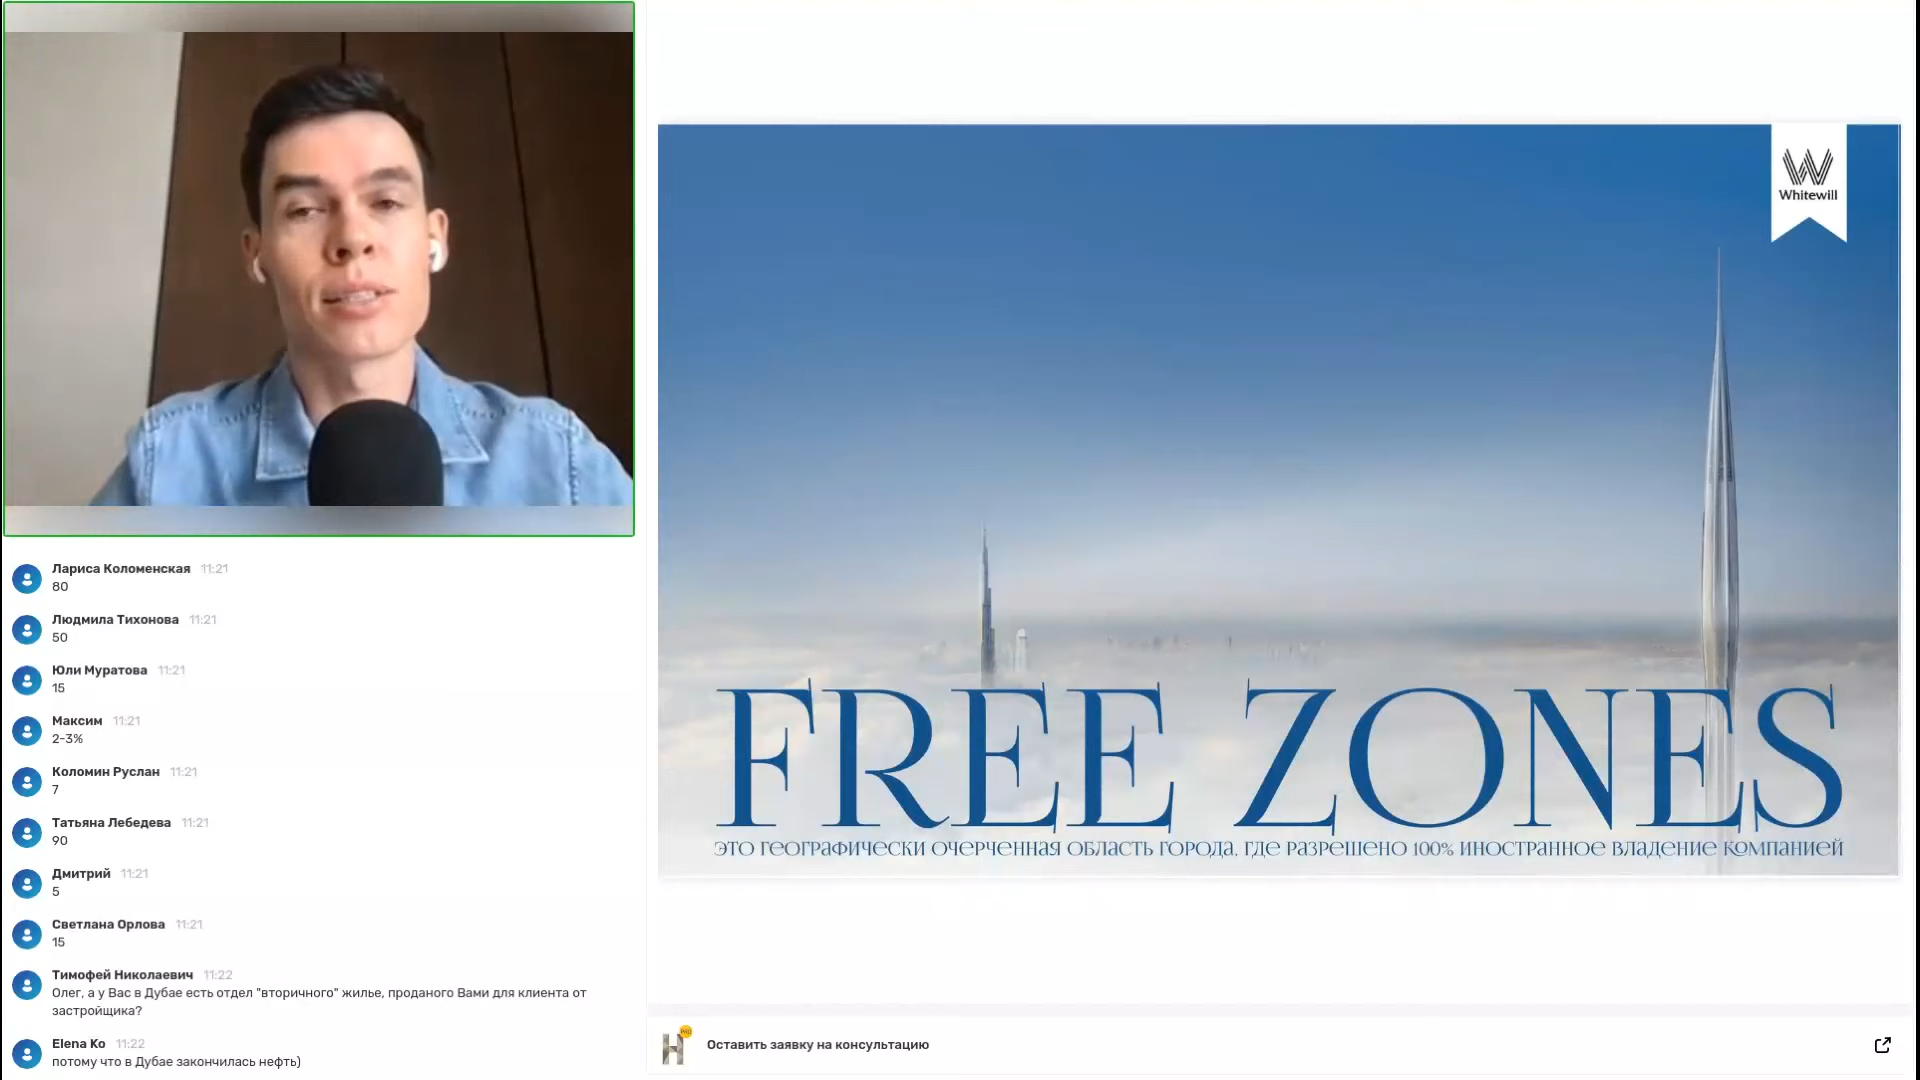 Лариса Коломенская 11:21
80
Людмила Тихонова 11:21
50
Юли Муратова 11:21
15
Максим 11:21
2-3%
Коломин Руслан 11:21
7
Татьяна Лебедева 11:21
90
Дмитрий 11:21
5
Светлана Орлова 11:21
15
Тимофей Николаевич 11:22
Олег, а у Вас в Дубае есть отдел "вторичного" жилье, проданого Вами для клиента от
застройщика?
Elena Ko 11:22
потому что в Дубае закончилась нефть)
W
Whitewill
FREE ZONES
ЭТО ГЕОГРАФИЧЕСКИ ОЧЕРЧЕННАЯ ОБЛАСТЬ ГОРОДА, ГДЕ РАЗРЕШЕНО 100% ИНОСТРАННОЕ ВЛАДЕНИЕ КОМПАНИЕЙ
H PRO
Оставить заявку на консультацию